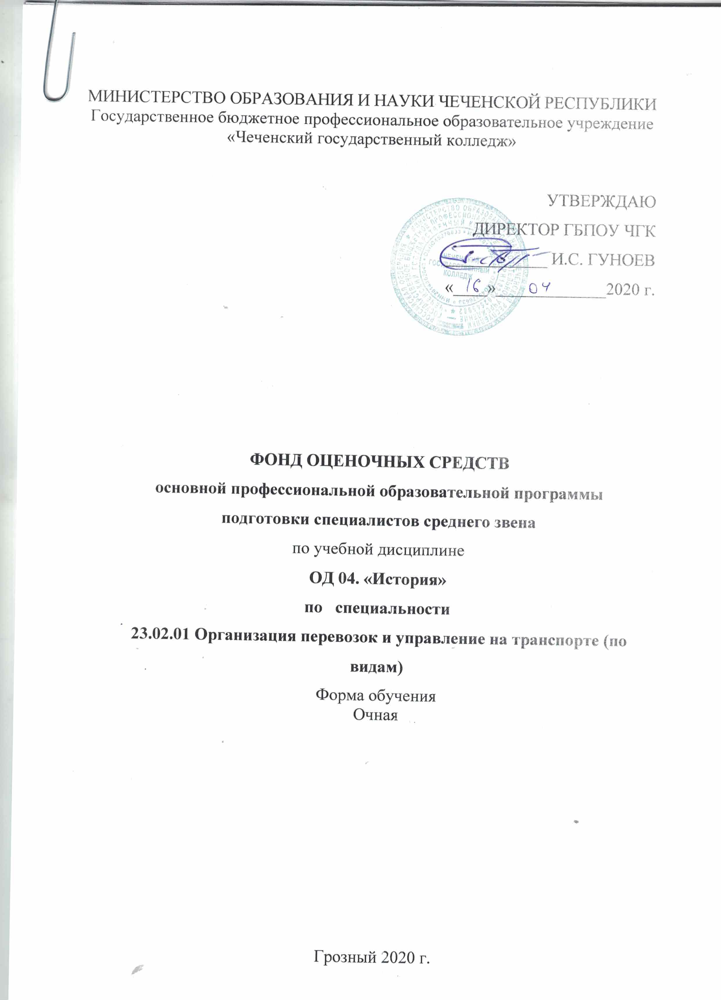 МИНИСТЕРСТВО ОБРАЗОВАНИЯ И НАУКИ ЧЕЧЕНСКОЙ РЕСПУБЛИКИ
Государственное бюджетное профессиональное образовательное учреждение
«Чеченский государственный колледж»
УТВЕРЖДАЮ
ДИРЕКТОР ГБПОУ ЧГК
И.С. ГУНОЕВ
« 16 » 04 2020 г.
ЧЕЧЕНСКИЙ
ГОСУДАРСТВЕННЫЙ
КОЛЛЕДЖ
ФОНД ОЦЕНОЧНЫХ СРЕДСТВ
основной профессиональной образовательной программы
подготовки специалистов среднего звена
по учебной дисциплине
ОД 04. «История»
по специальности
23.02.01 Организация перевозок и управление на транспорте (по
видам)
Форма обучения
Очная
Грозный 2020 г.